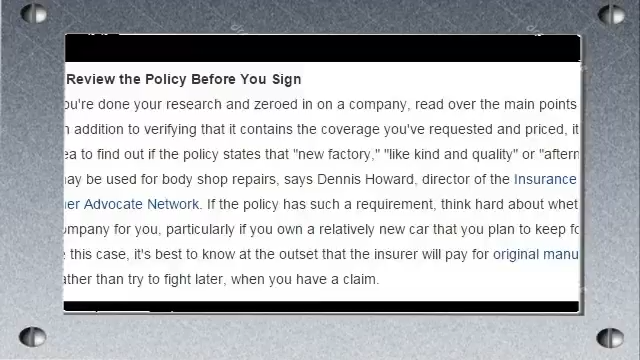 Review the Policy Before You Sign
ou're done your research and zeroed in on a company, read over the main points
addition to verifying that it contains the coverage you've requested and priced, it
ea to find out if the policy states that "new factory," "like kind and quality" or "aftern
may be used for body shop repairs, says Dennis Howard, director of the Insurance
er Advocate Network. If the policy has such a requirement, think hard about whet
ompany for you, particularly if you own a relatively new car that you plan to keep fo
this case, it's best to know at the outset that the insurer will pay for original manu
ather than try to fight later, when you have a claim.